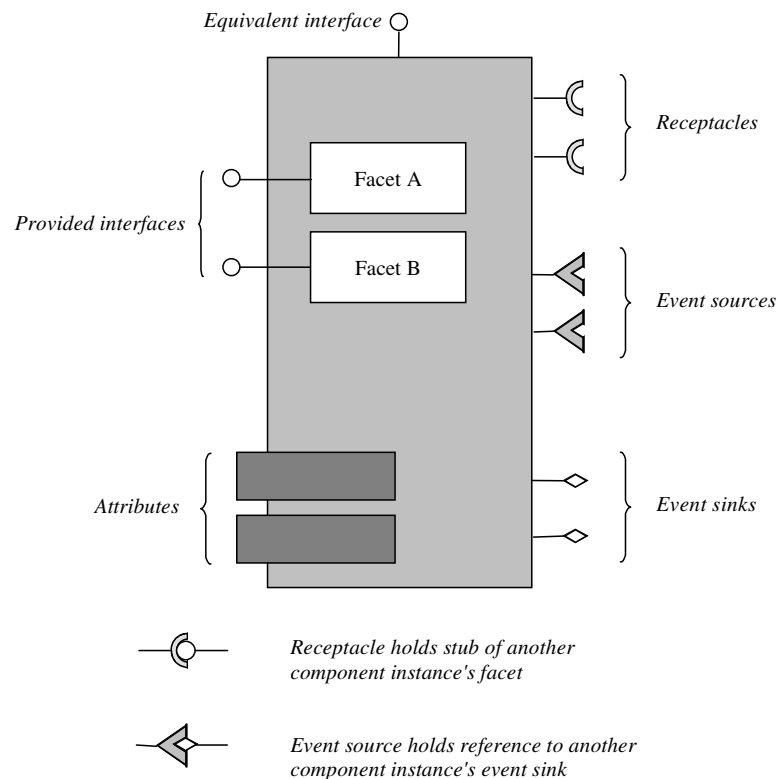 Equivalent interface
Receptacles
Facet A
Provided interfaces
Facet B
Event sources
Attributes
Event sinks
Receptacle holds stub of another
component instance's facet
Event source holds reference to another
component instance's event sink